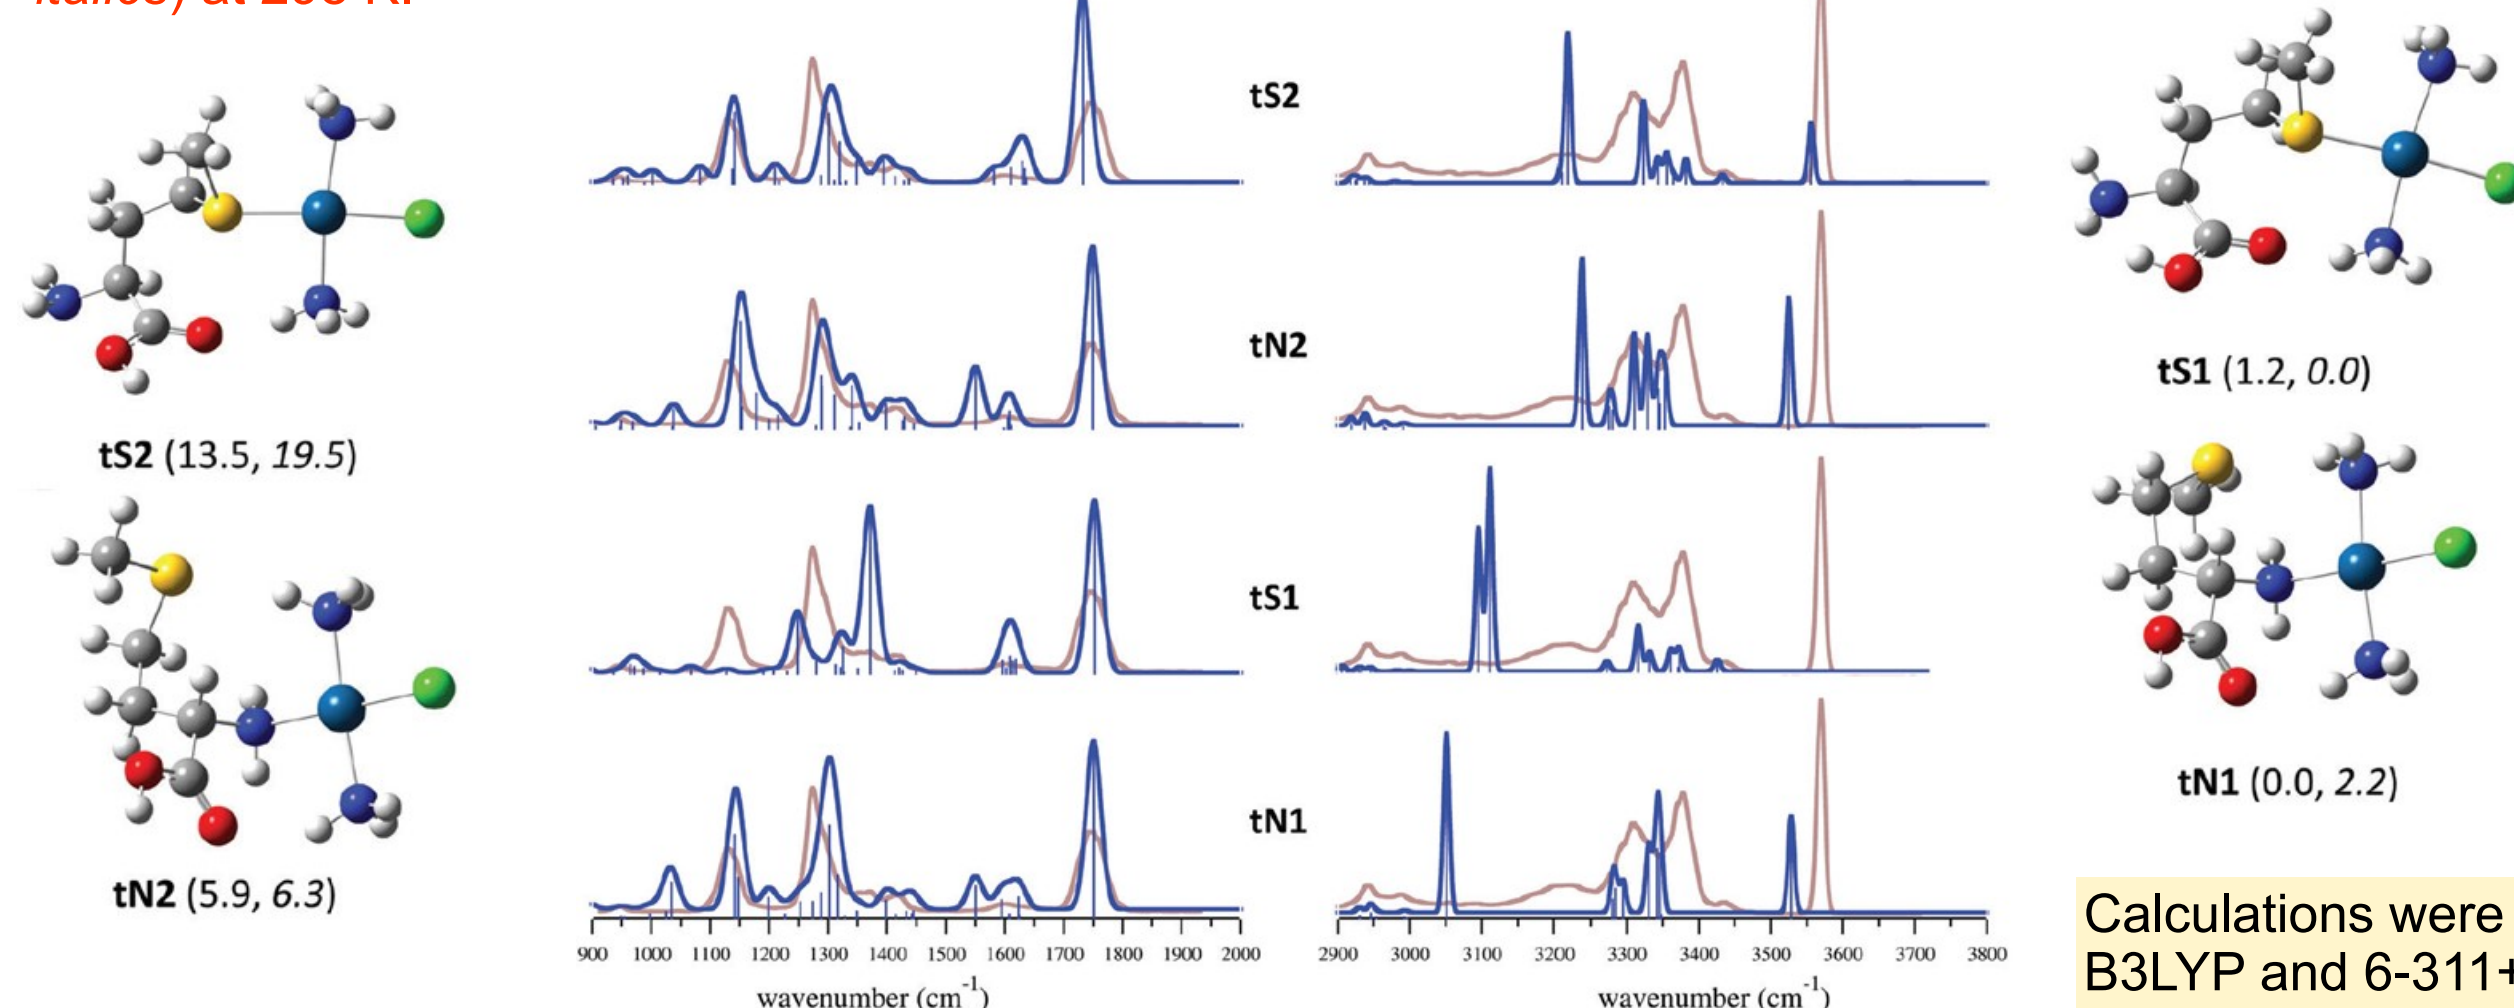 italics) at 298 K.
tS2
tN2
tS1
tN1
tS2 (13.5, 19.5)
tN2 (5.9, 6.3)
tS1 (1.2, 0.0)
tN1 (0.0, 2.2)
900 1000 1100 1200 1300 1400 1500 1600 1700 1800 1900 2000
wavenumber (cm⁻¹)
2900 3000 3100 3200 3300 3400 3500 3600 3700 3800
wavenumber (cm⁻¹)
Calculations were
B3LYP and 6-311+